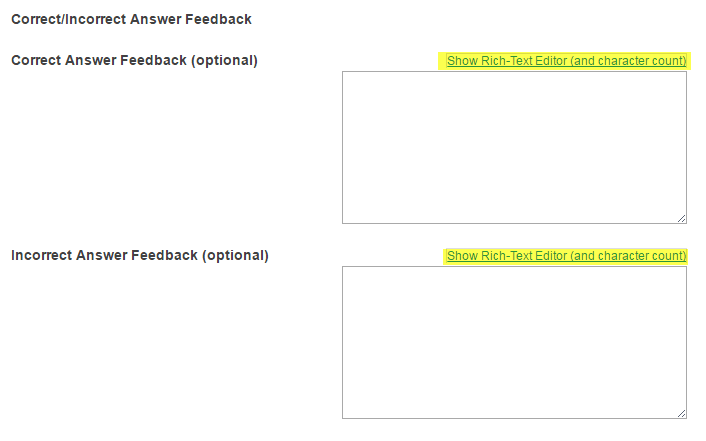 Correct/Incorrect Answer Feedback
Correct Answer Feedback (optional) Show Rich-Text Editor (and character count)
Incorrect Answer Feedback (optional) Show Rich-Text Editor (and character count)